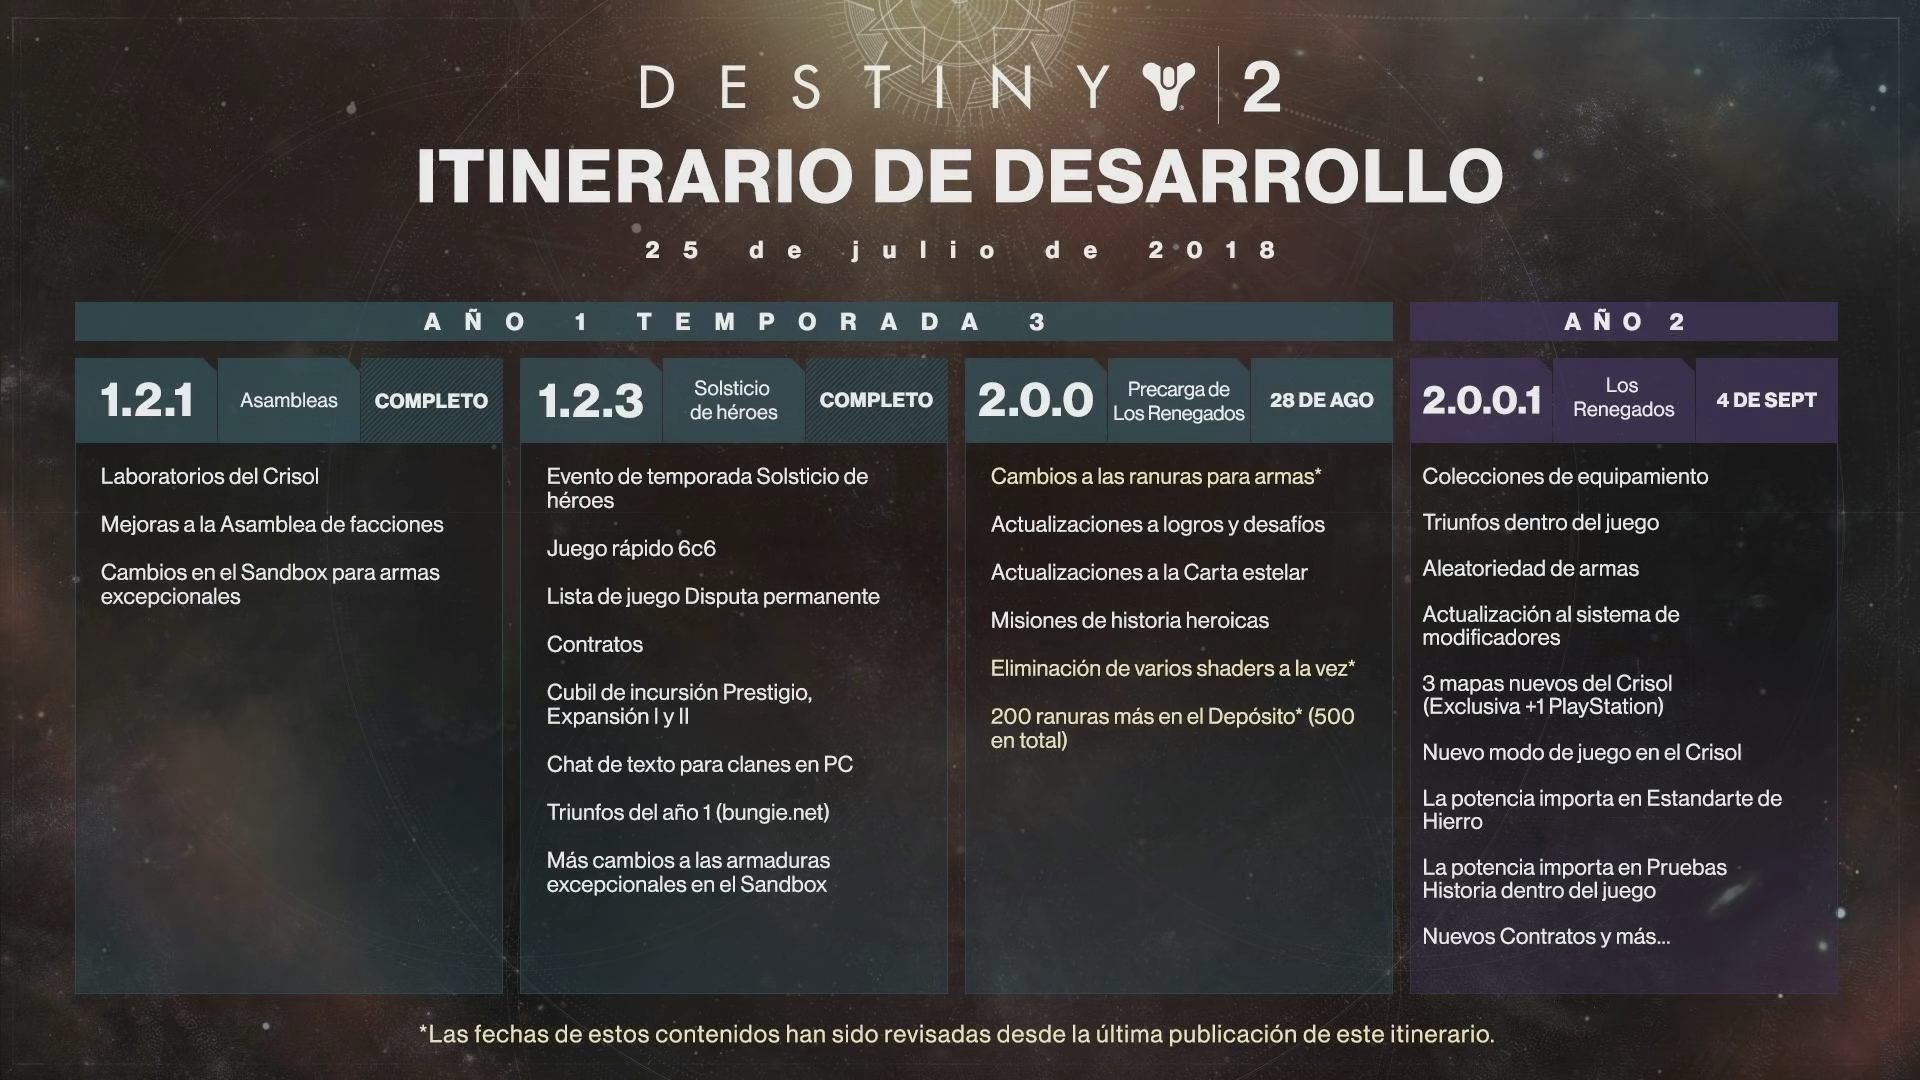 DESTINY 2
ITINERARIO DE DESARROLLO
25 de julio de 2018
AÑO 1 TEMPORADA 3
AÑO 2
1.2.1
Asambleas
COMPLETO
Laboratorios del Crisol
Mejoras a la Asamblea de facciones
Cambios en el Sandbox para armas
excepcionales
1.2.3
Solsticio
de héroes
COMPLETO
Evento de temporada Solsticio de
héroes
Juego rápido 6c6
Lista de juego Disputa permanente
Contratos
Cubil de incursión Prestigio,
Expansión I y II
Chat de texto para clanes en PC
Triunfos del año 1 (bungie.net)
Más cambios a las armaduras
excepcionales en el Sandbox
2.0.0
Precarga de
Los Renegados
28 DE AGO
Cambios a las ranuras para armas*
Actualizaciones a logros y desafíos
Actualizaciones a la Carta estelar
Misiones de historia heroicas
Eliminación de varios shaders a la vez*
200 ranuras más en el Depósito* (500
en total)
2.0.0.1
Los
Renegados
4 DE SEPT
Colecciones de equipamiento
Triunfos dentro del juego
Aleatoriedad de armas
Actualización al sistema de
modificadores
3 mapas nuevos del Crisol
(Exclusiva +1 PlayStation)
Nuevo modo de juego en el Crisol
La potencia importa en Estandarte de
Hierro
La potencia importa en Pruebas
Historia dentro del juego
Nuevos Contratos y más...
*Las fechas de estos contenidos han sido revisadas desde la última publicación de este itinerario.